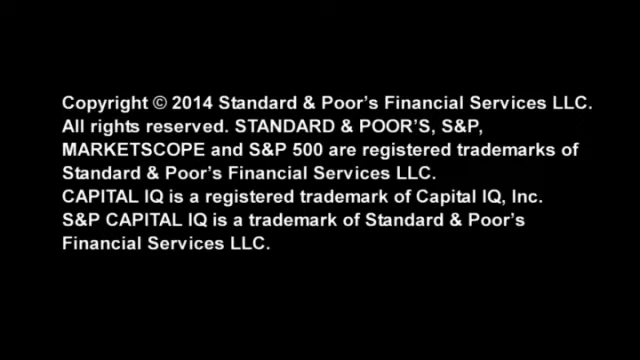 Copyright © 2014 Standard & Poor’s Financial Services LLC.
All rights reserved. STANDARD & POOR’S, S&P,
MARKETSCOPE and S&P 500 are registered trademarks of
Standard & Poor’s Financial Services LLC.
CAPITAL IQ is a registered trademark of Capital IQ, Inc.
S&P CAPITAL IQ is a trademark of Standard & Poor’s
Financial Services LLC.